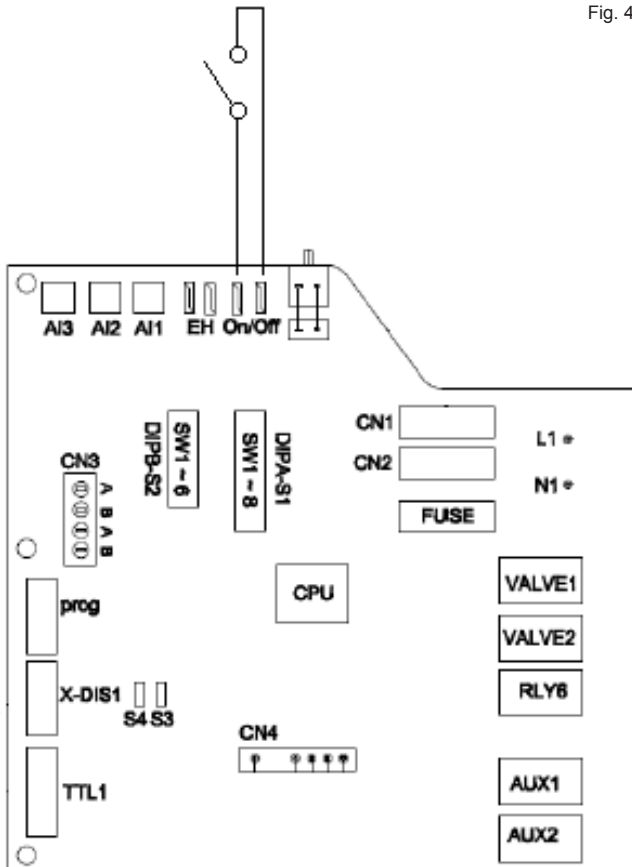 Fig. 4
AI3 AI2 AI1 EH On/Off
DIPB-S2
SW1 ~ 6
SW1 ~ 8
DIPA-S1
CN1
CN2
FUSE
L1
N1
CN3
A
B
A
B
CPU
prog
X-DIS1
S4 S3
TTL1
CN4
VALVE1
VALVE2
RLY6
AUX1
AUX2